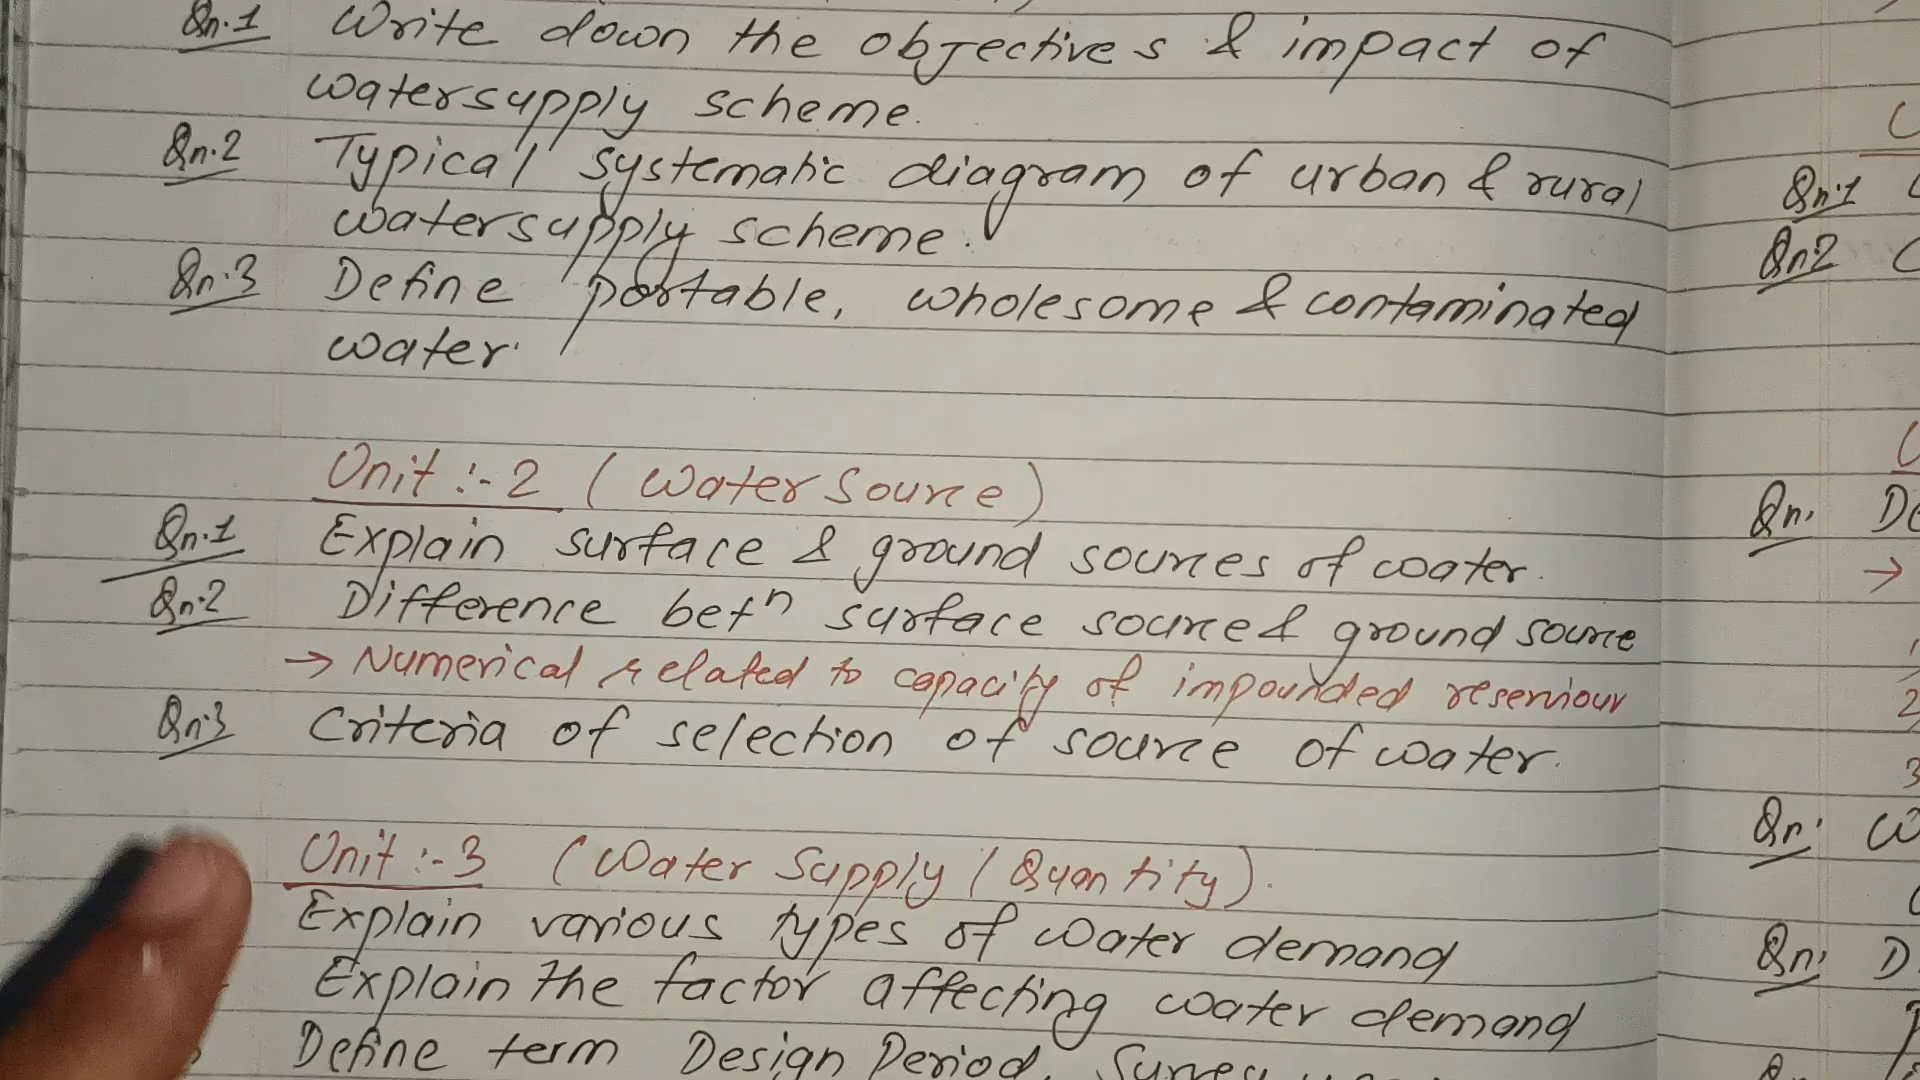 Qn.1 Write down the objectives & impact of
watersupply scheme.
Qn.2 Typical systematic diagram of urban & rural
watersupply scheme.
Qn.3 Define portable, wholesome & contaminated
water.
Unit :- 2 ( Water Source )
Qn.1 Explain surface & ground sources of water.
Qn.2 Difference betn surface source & ground source
→ Numerical related to capacity of impounded reserviour
Qn.3 Criteria of selection of source of water.
Unit :- 3 ( Water Supply / Quantity ).
Explain various types of water demand
Explain the factor affecting water demand
Define term Design Period,
Qn.1
Qn2
Qn.
→
2
3
Qn.
Qn.